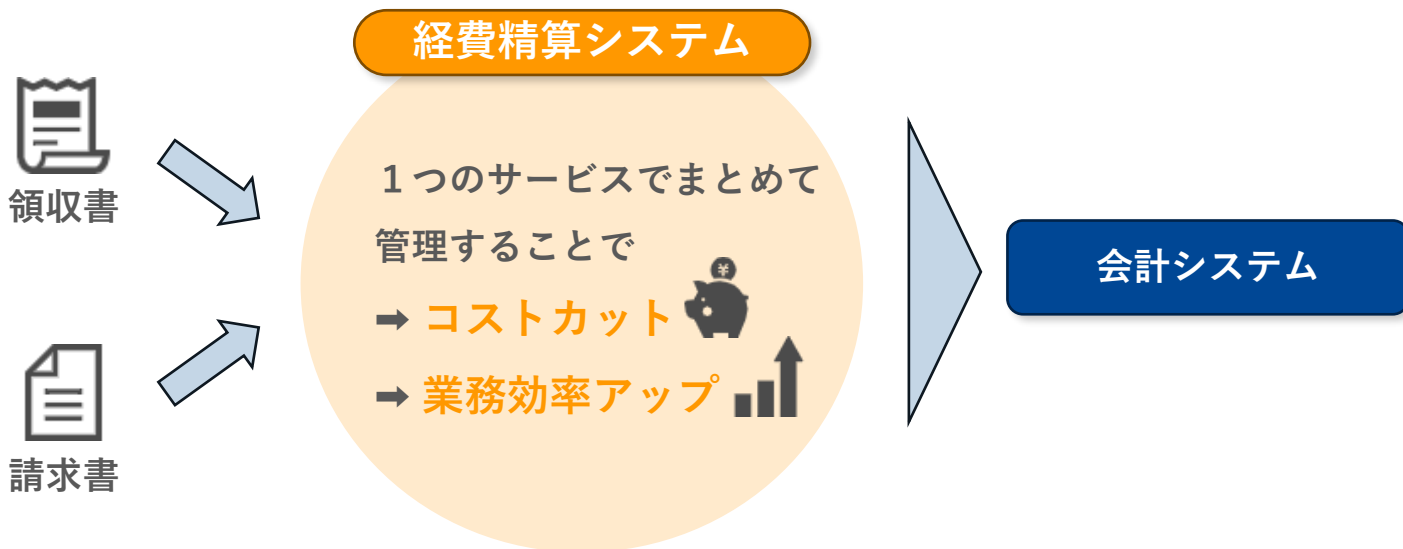 経費精算システム
領収書
１つのサービスでまとめて
管理することで
➡ コストカット
¥
➡ 業務効率アップ
請求書
会計システム